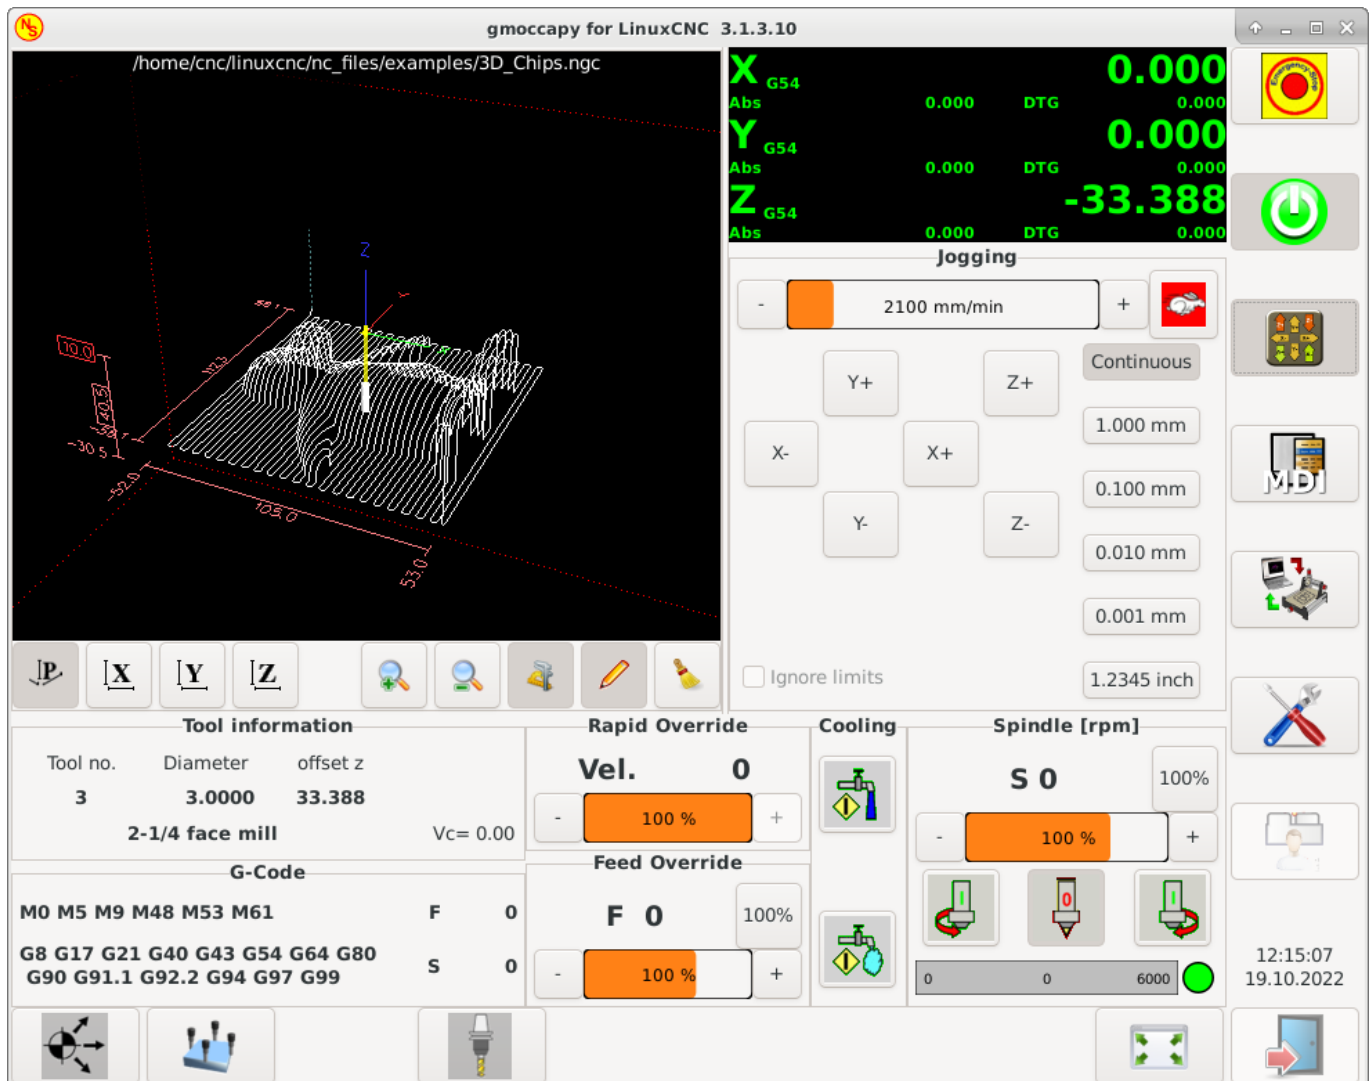 gmoccapy for LinuxCNC 3.1.3.10
/home/cnc/linuxcnc/nc_files/examples/3D_Chips.ngc
Z
10.0
40.5
-30.5
-52.0
105.0
53.0
X G54 0.000
Abs 0.000 DTG 0.000
Y G54 0.000
Abs 0.000 DTG 0.000
Z G54 -33.388
Abs 0.000 DTG 0.000
Emergency-Stop
Jogging
- 2100 mm/min +
Continuous
Y+ Z+
1.000 mm
X- X+
0.100 mm
Y- Z-
0.010 mm
0.001 mm
Ignore limits
1.2345 inch
MDI
P X Y Z
Tool information
Tool no. Diameter offset z
3 3.0000 33.388
2-1/4 face mill Vc= 0.00
G-Code
M0 M5 M9 M48 M53 M61 F 0
G8 G17 G21 G40 G43 G54 G64 G80
G90 G91.1 G92.2 G94 G97 G99 S 0
Rapid Override
Vel. 0
- 100 % +
Feed Override
F 0 100%
- 100 % +
Cooling
Spindle [rpm]
S 0 100%
- 100 % +
I 0 I
0 0 6000
12:15:07
19.10.2022